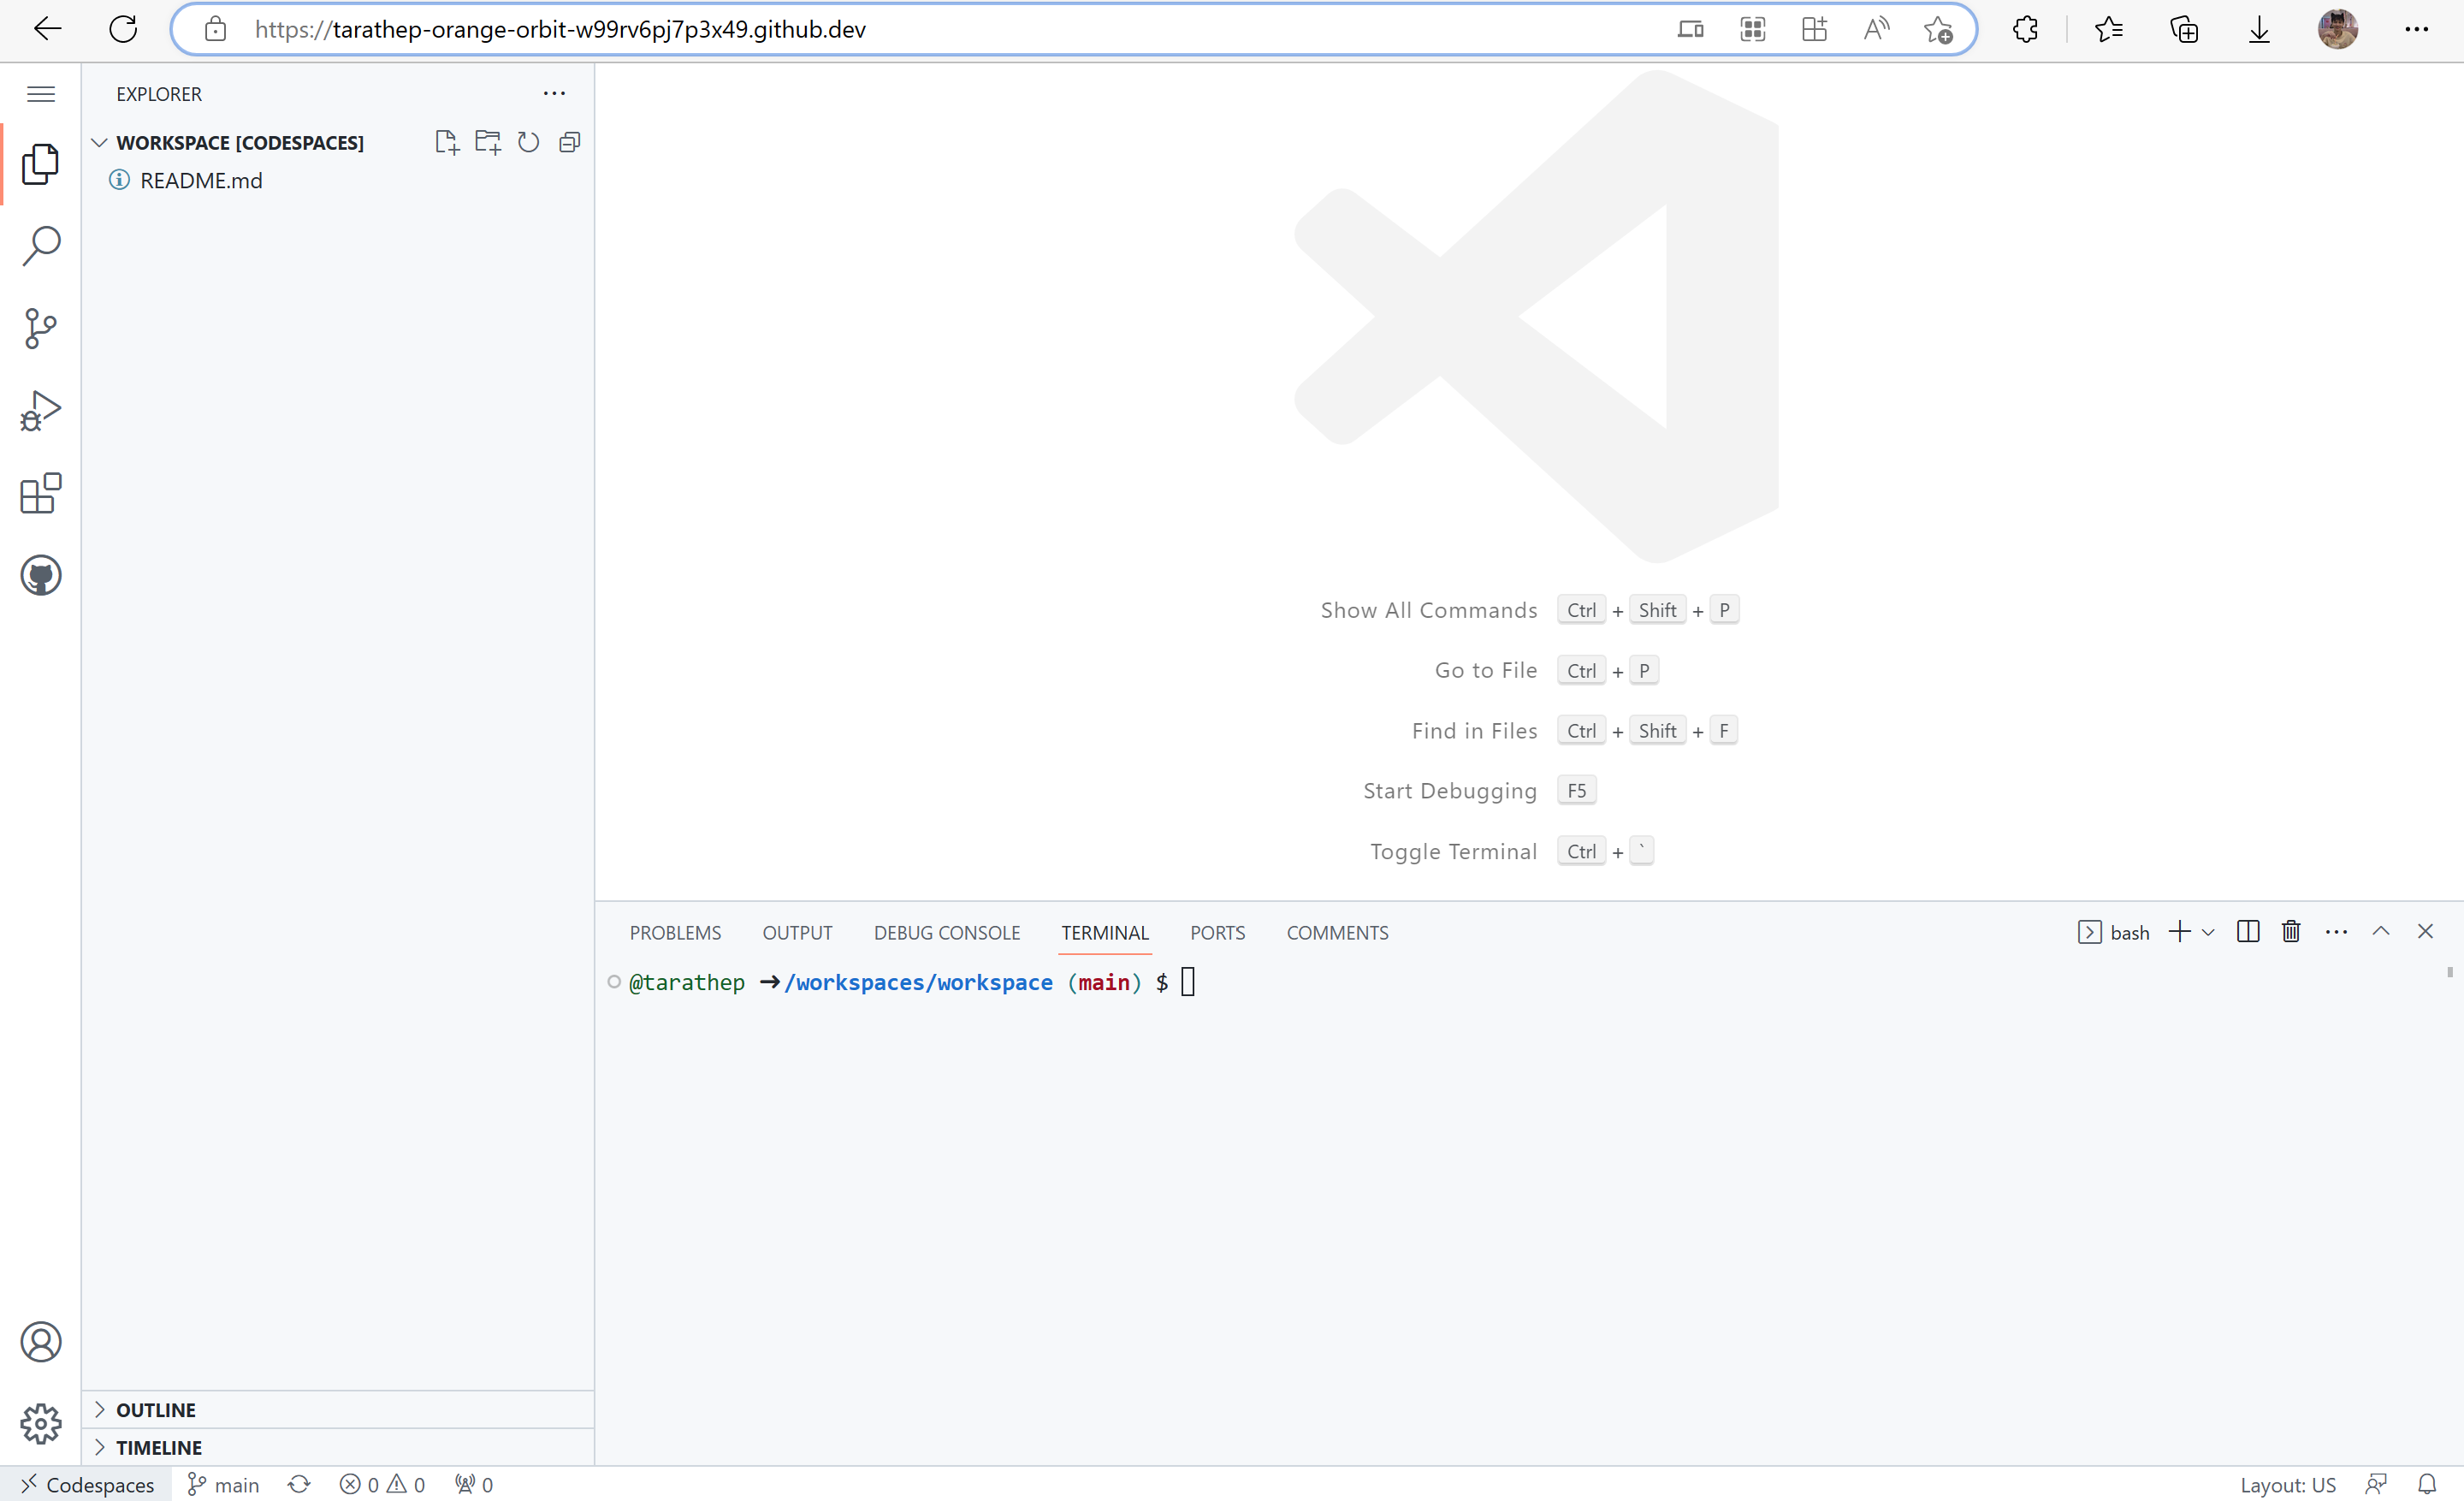 https://tarathep-orange-orbit-w99rv6pj7p3x49.github.dev
EXPLORER
WORKSPACE [CODESPACES]
README.md
Show All Commands Ctrl + Shift + P
Go to File Ctrl + P
Find in Files Ctrl + Shift + F
Start Debugging F5
Toggle Terminal Ctrl + `
PROBLEMS OUTPUT DEBUG CONSOLE TERMINAL PORTS COMMENTS bash
@tarathep ➜/workspaces/workspace (main) $
OUTLINE
TIMELINE
Codespaces main 0 0 0 Layout: US